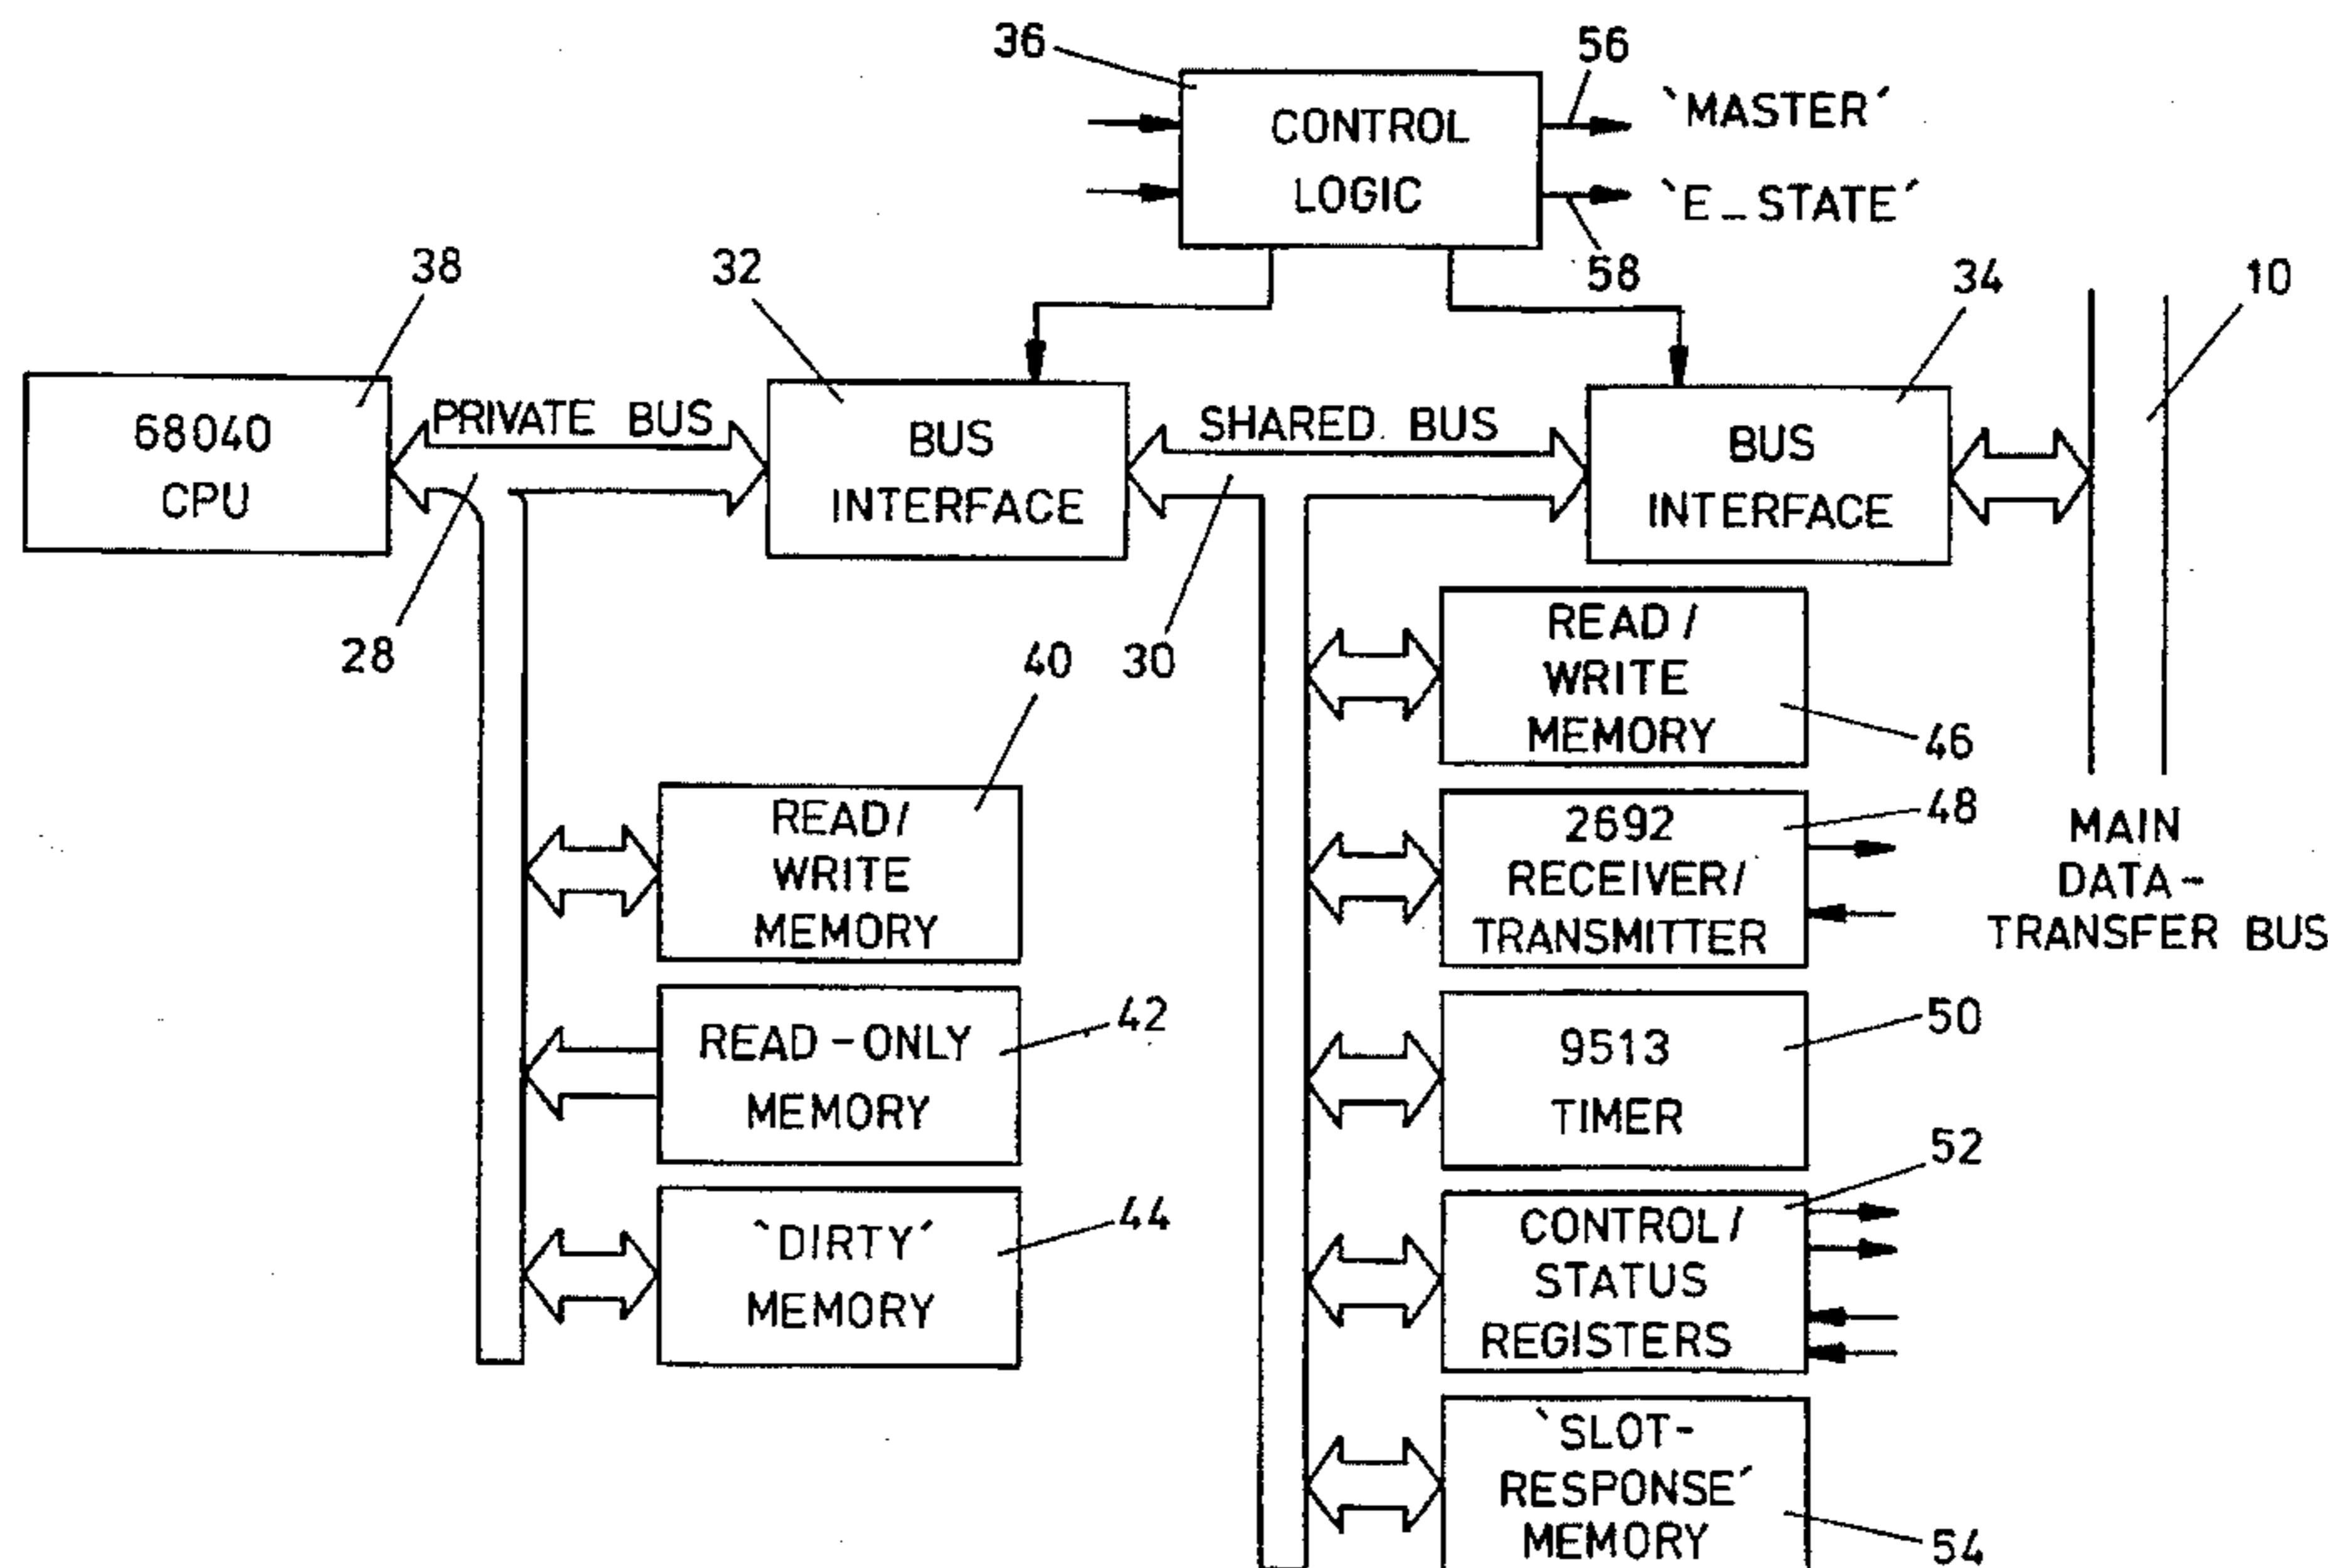 36
56
CONTROL
LOGIC
`MASTER´
`E_STATE´
58
38
32
34
10
68040
CPU
PRIVATE BUS
BUS
INTERFACE
SHARED BUS
BUS
INTERFACE
28
30
40
READ/
WRITE
MEMORY
42
READ-ONLY
MEMORY
44
`DIRTY´
MEMORY
READ/
WRITE
MEMORY
46
2692
RECEIVER/
TRANSMITTER
48
MAIN
DATA-
TRANSFER BUS
9513
TIMER
50
52
CONTROL/
STATUS
REGISTERS
`SLOT-
RESPONSE´
MEMORY
54